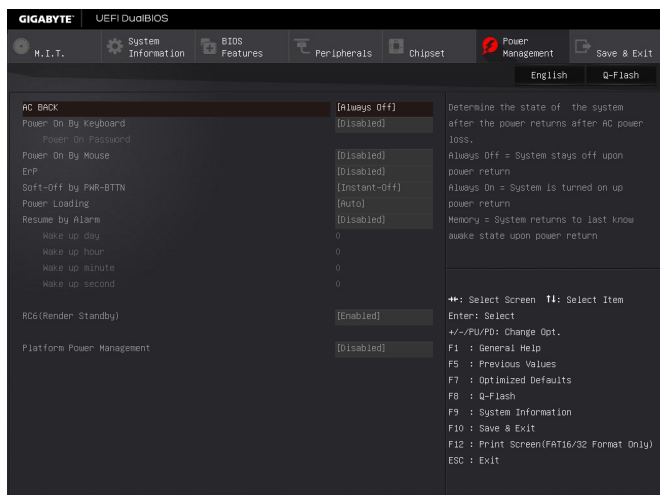 GIGABYTE™ UEFI DualBIOS
M.I.T.
System Information
BIOS Features
Peripherals
Chipset
Power Management
Save & Exit
English
Q-Flash
AC BACK [Always Off]
Power On By Keyboard [Disabled]
Power On Password
Power On By Mouse [Disabled]
ErP [Disabled]
Soft-Off by PWR-BTTN [Instant-Off]
Power Loading [Auto]
Resume by Alarm [Disabled]
Wake up day 0
Wake up hour 0
Wake up minute 0
Wake up second 0
RC6(Render Standby) [Enabled]
Platform Power Management [Disabled]
Determine the state of the system
after the power returns after AC power
loss.
Always Off = System stays off upon
power return
Always On = System is turned on up
power return
Memory = System returns to last know
awake state upon power return
→←: Select Screen ↑↓: Select Item
Enter: Select
+/-/PU/PD: Change Opt.
F1 : General Help
F5 : Previous Values
F7 : Optimized Defaults
F8 : Q-Flash
F9 : System Information
F10 : Save & Exit
F12 : Print Screen(FAT16/32 Format Only)
ESC : Exit